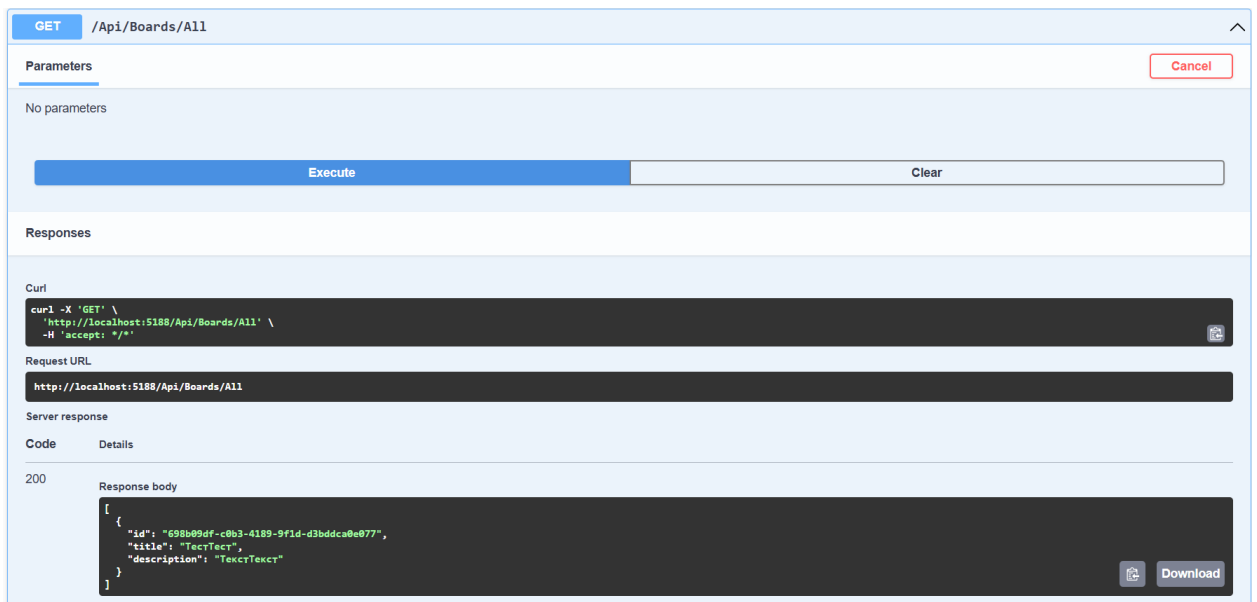 GET /Api/Boards/All
Parameters
Cancel
No parameters
Execute
Clear
Responses
Curl
curl -X 'GET' \
'http://localhost:5188/Api/Boards/All' \
-H 'accept: */*'
Request URL
http://localhost:5188/Api/Boards/All
Server response
Code Details
200
Response body
[
{
"id": "698b09df-c0b3-4189-9f1d-d3bddca0e077",
"title": "ТестТест",
"description": "ТекстТекст"
}
]
Download